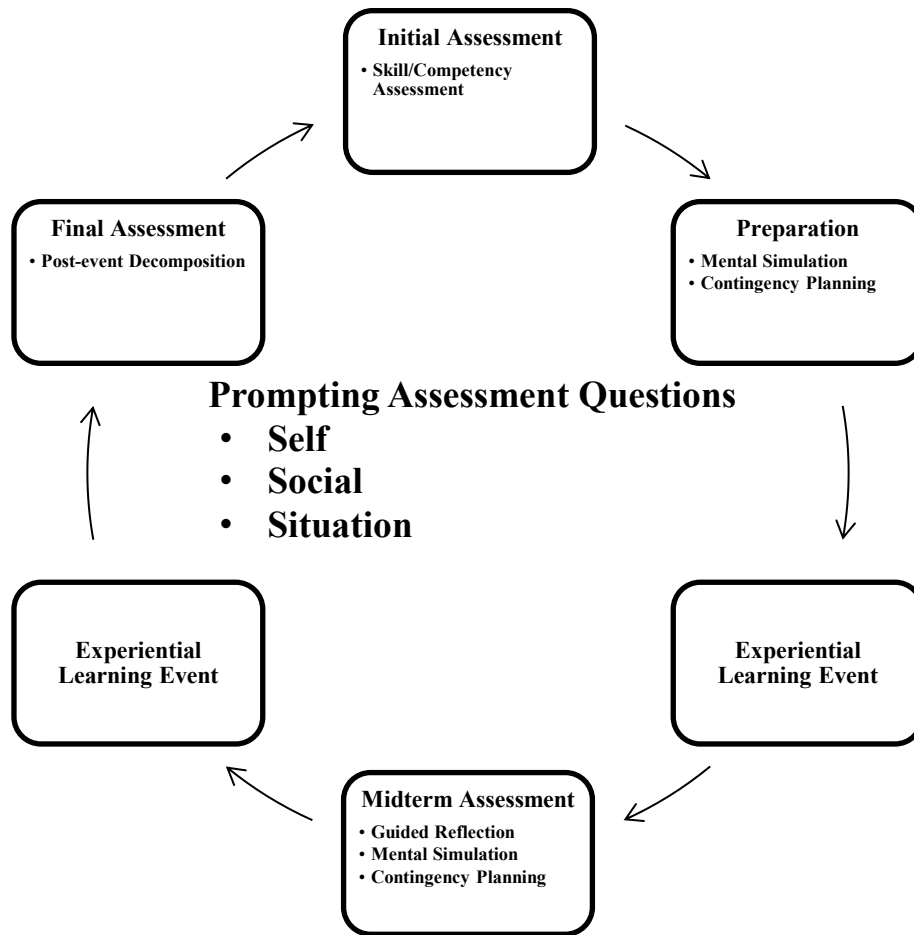 Initial Assessment
• Skill/Competency
Assessment
Preparation
• Mental Simulation
• Contingency Planning
Experiential
Learning Event
Midterm Assessment
• Guided Reflection
• Mental Simulation
• Contingency Planning
Experiential
Learning Event
Final Assessment
• Post-event Decomposition
Prompting Assessment Questions
• Self
• Social
• Situation